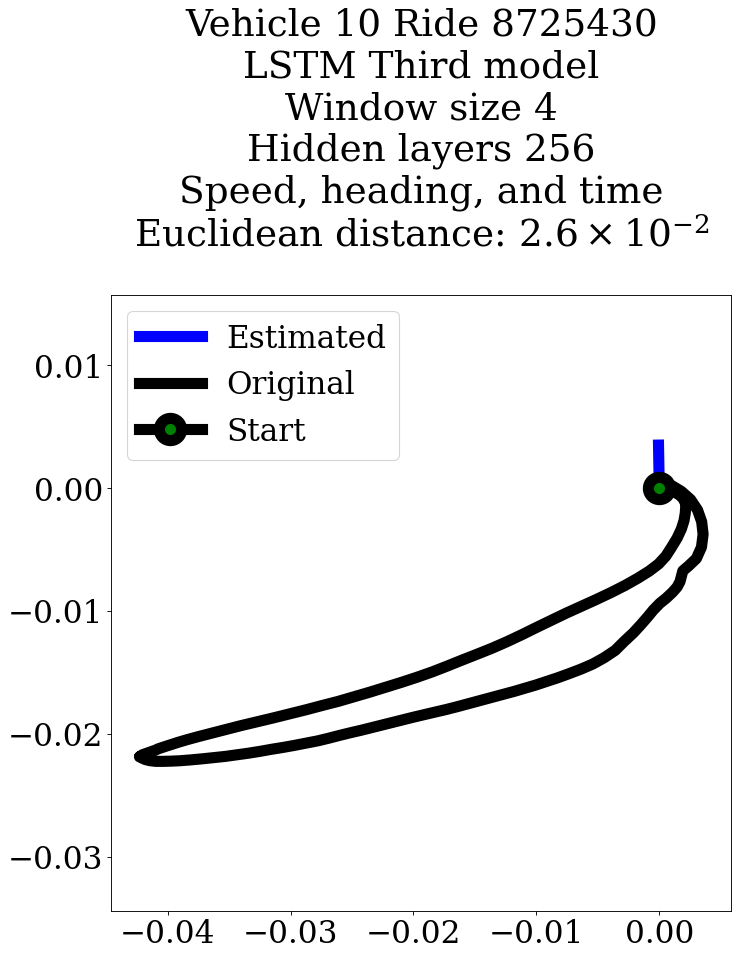 Vehicle 10 Ride 8725430
LSTM Third model
Window size 4
Hidden layers 256
Speed, heading, and time
Euclidean distance: 2.6 × 10⁻²
Estimated
Original
Start
0.01
0.00
−0.01
−0.02
−0.03
−0.04 −0.03 −0.02 −0.01 0.00